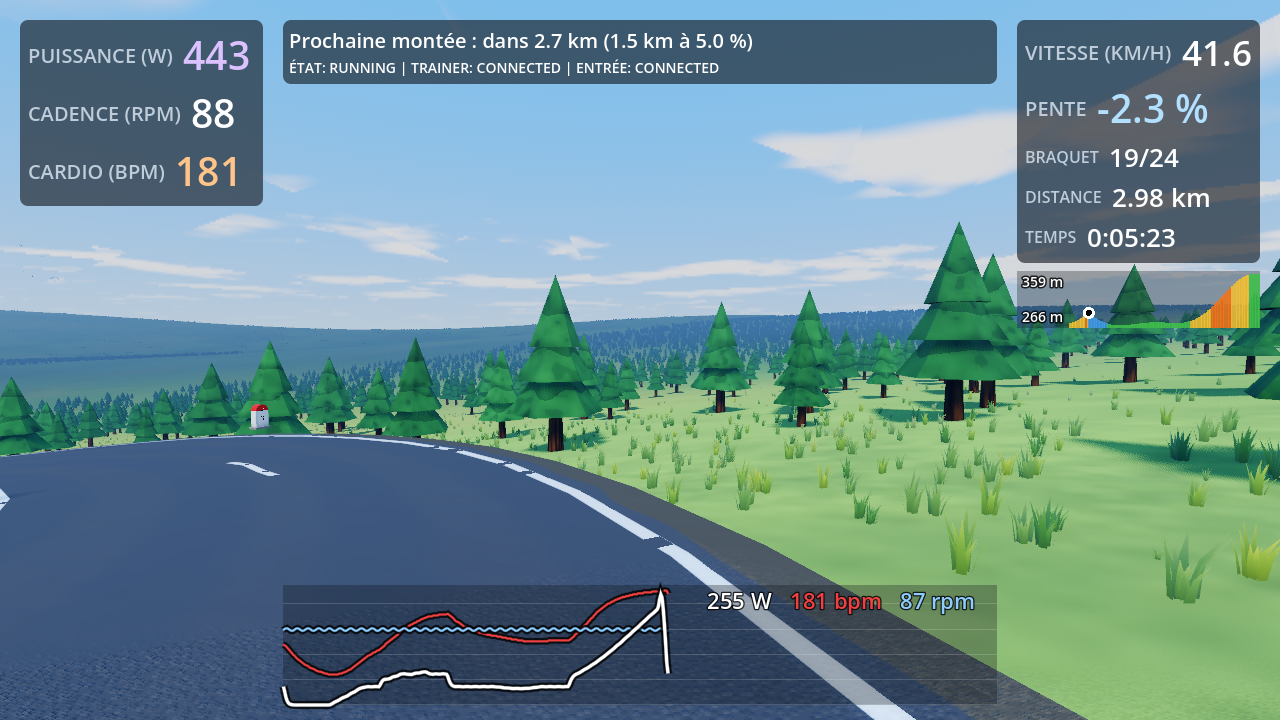 PUISSANCE (W) 443
CADENCE (RPM) 88
CARDIO (BPM) 181
Prochaine montée : dans 2.7 km (1.5 km à 5.0 %)
ÉTAT: RUNNING | TRAINER: CONNECTED | ENTRÉE: CONNECTED
VITESSE (KM/H) 41.6
PENTE -2.3 %
BRAQUET 19/24
DISTANCE 2.98 km
TEMPS 0:05:23
359 m
266 m
255 W 181 bpm 87 rpm